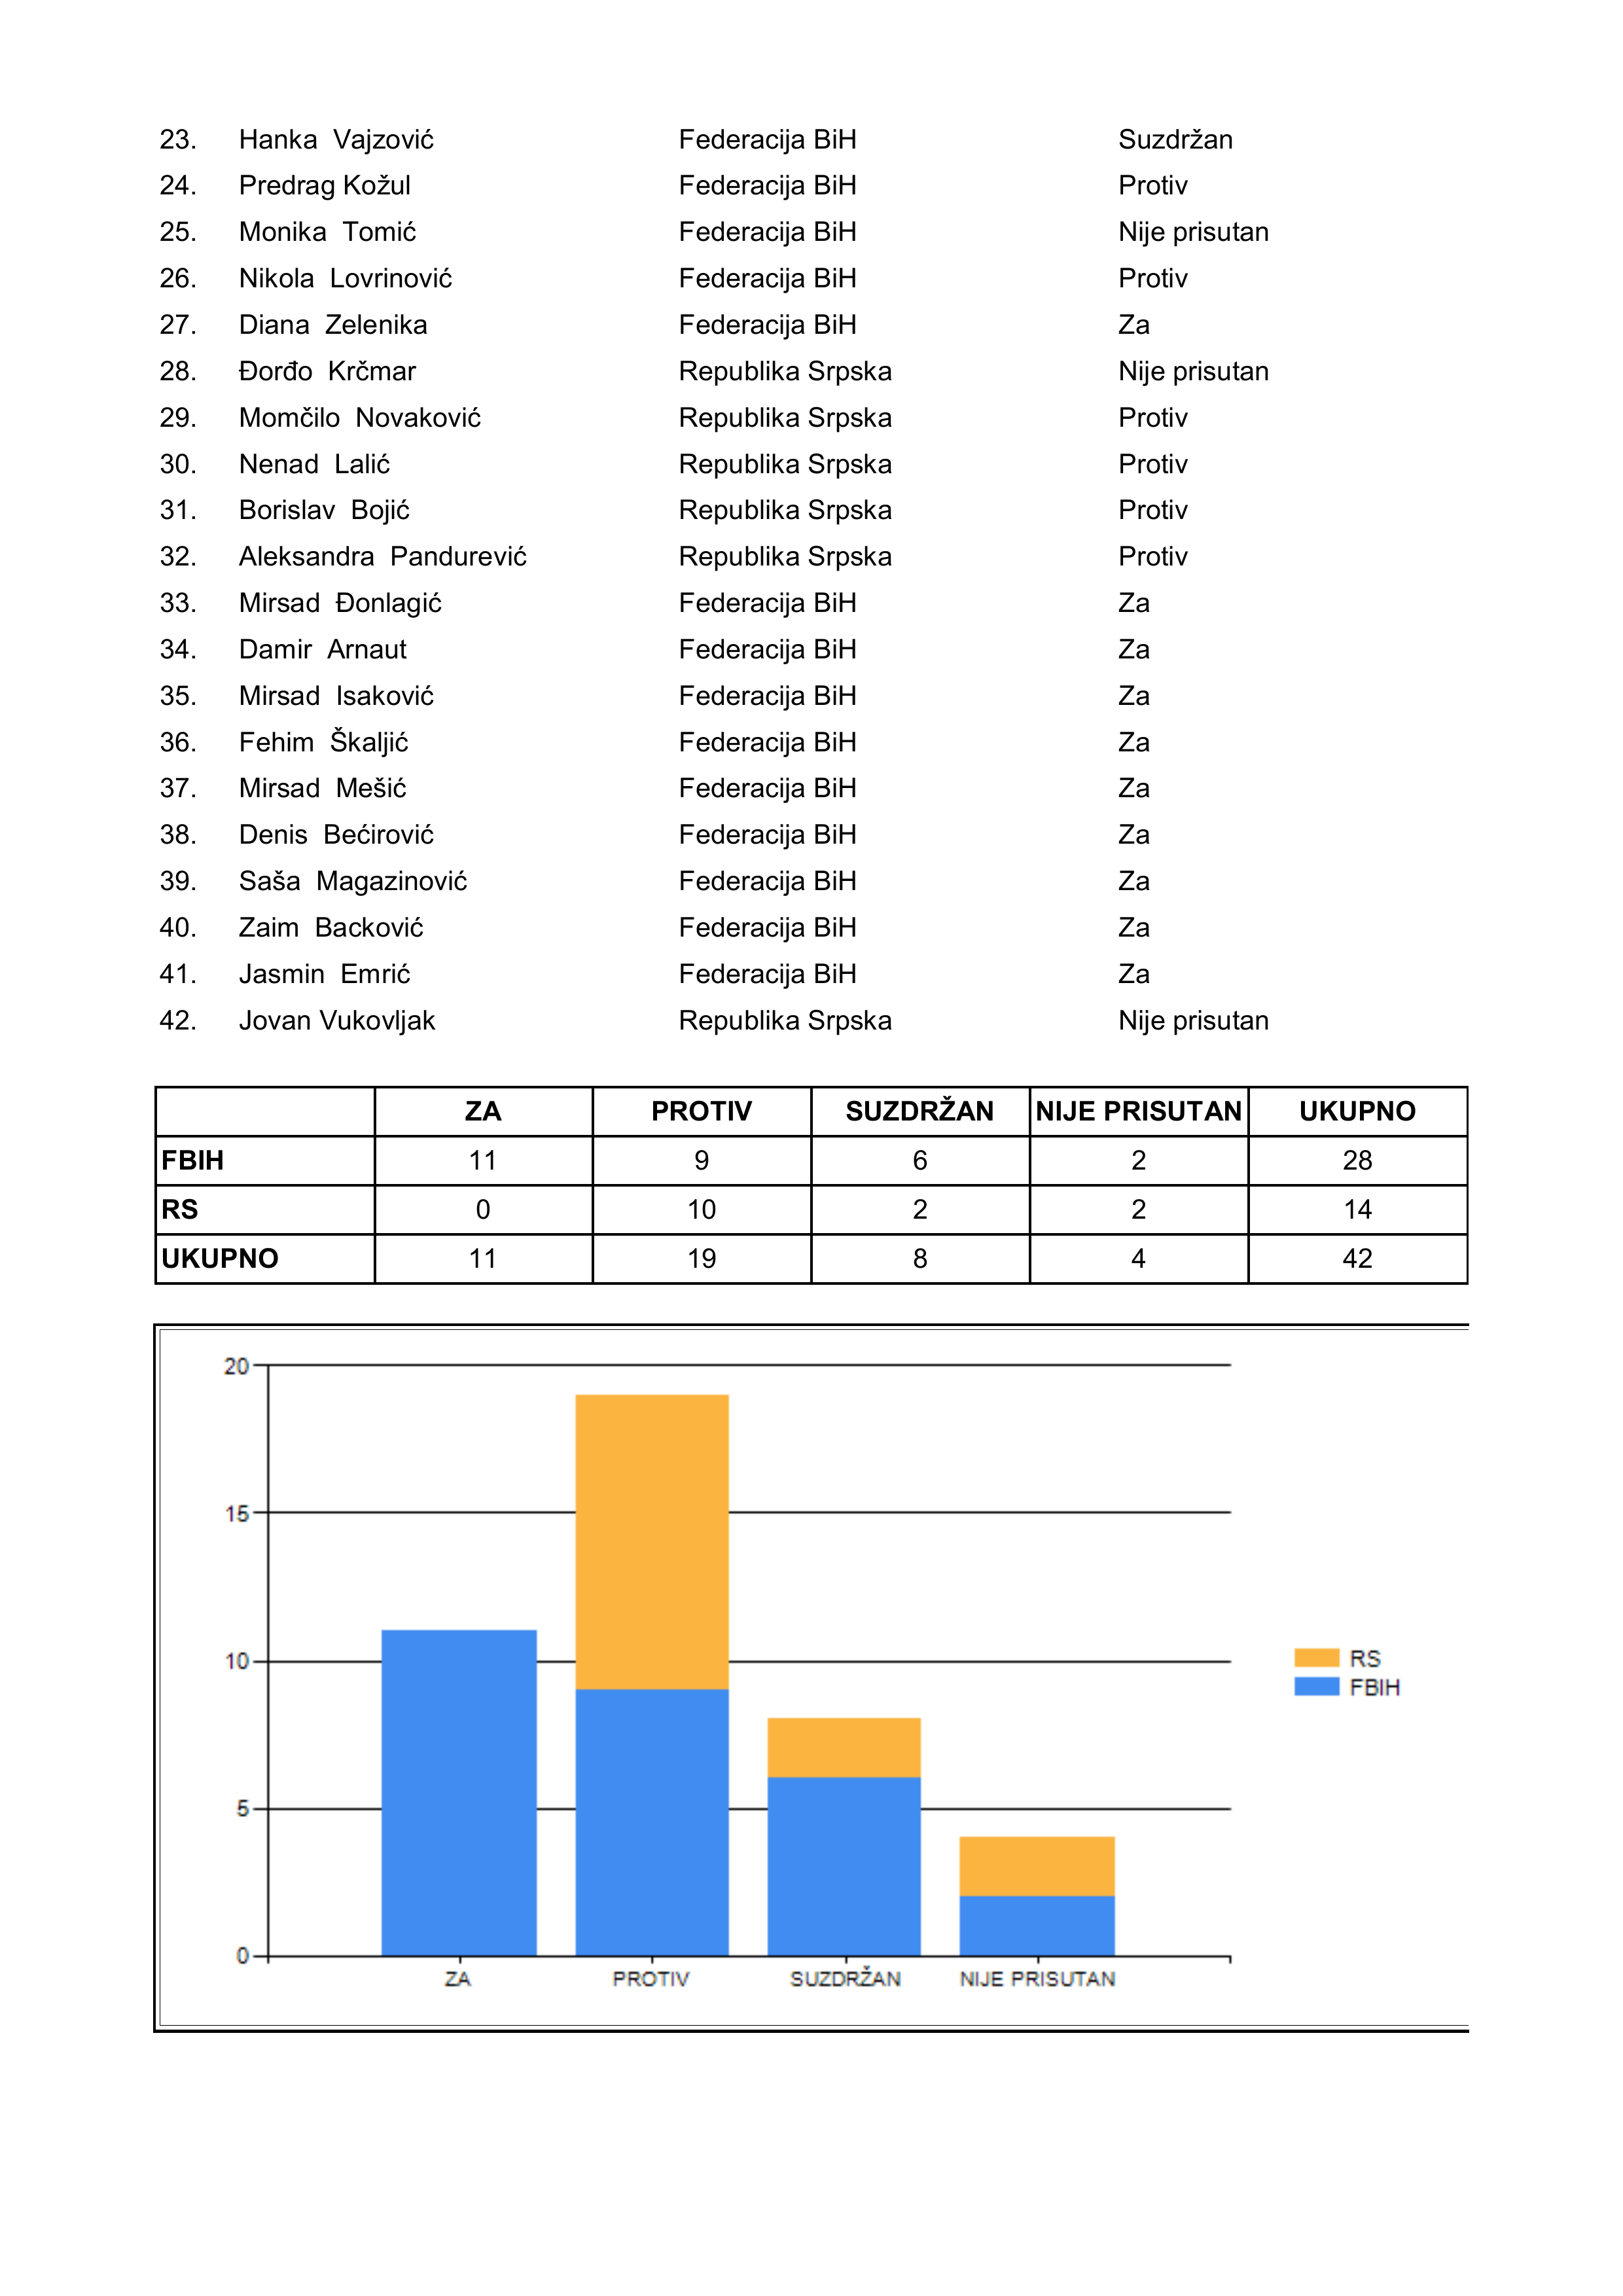 23. Hanka Vajzović Federacija BiH Suzdržan
24. Predrag Kožul Federacija BiH Protiv
25. Monika Tomić Federacija BiH Nije prisutan
26. Nikola Lovrinović Federacija BiH Protiv
27. Diana Zelenika Federacija BiH Za
28. Đorđo Krčmar Republika Srpska Nije prisutan
29. Momčilo Novaković Republika Srpska Protiv
30. Nenad Lalić Republika Srpska Protiv
31. Borislav Bojić Republika Srpska Protiv
32. Aleksandra Pandurević Republika Srpska Protiv
33. Mirsad Đonlagić Federacija BiH Za
34. Damir Arnaut Federacija BiH Za
35. Mirsad Isaković Federacija BiH Za
36. Fehim Škaljić Federacija BiH Za
37. Mirsad Mešić Federacija BiH Za
38. Denis Bećirović Federacija BiH Za
39. Saša Magazinović Federacija BiH Za
40. Zaim Backović Federacija BiH Za
41. Jasmin Emrić Federacija BiH Za
42. Jovan Vukovljak Republika Srpska Nije prisutan
ZA PROTIV SUZDRŽAN NIJE PRISUTAN UKUPNO
FBIH 11 9 6 2 28
RS 0 10 2 2 14
UKUPNO 11 19 8 4 42
20
15
10
5
0
ZA PROTIV SUZDRŽAN NIJE PRISUTAN
RS
FBIH